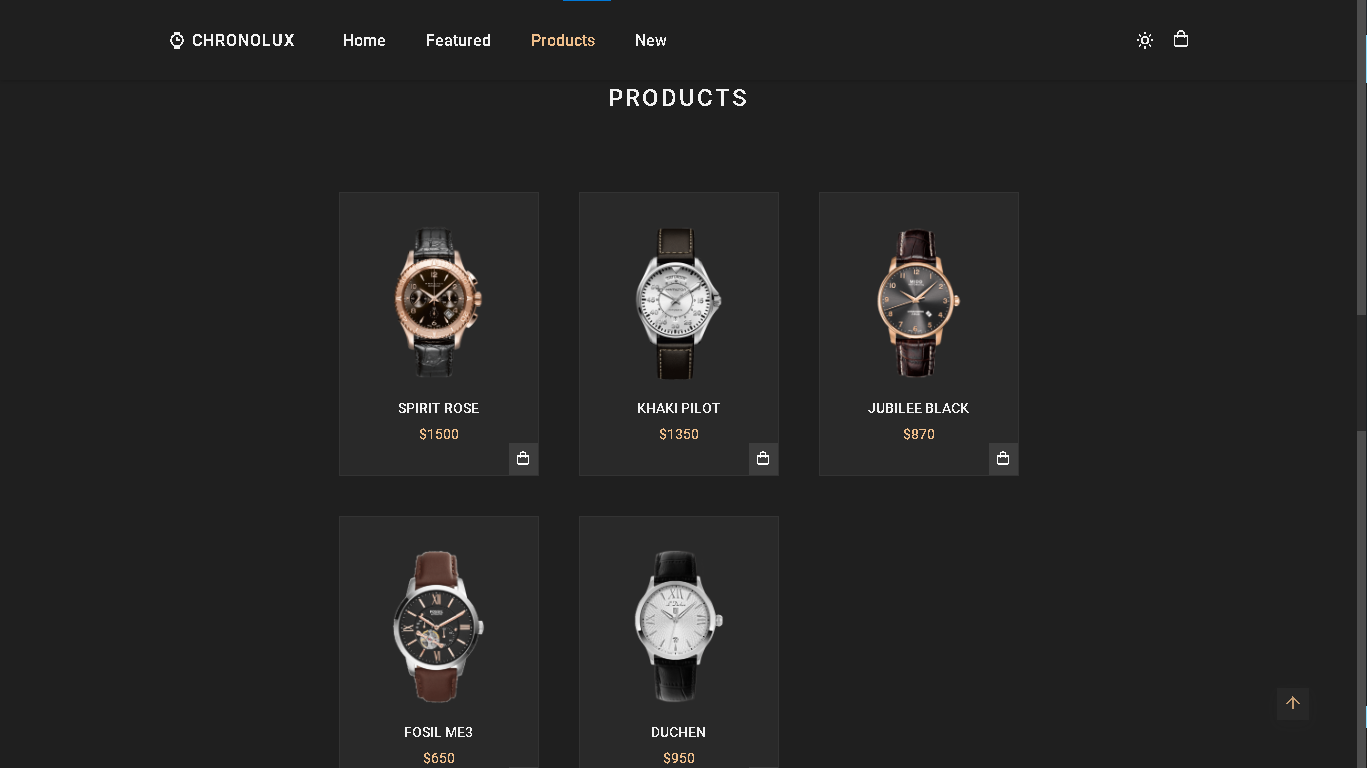 CHRONOLUX Home Featured Products New
PRODUCTS
SPIRIT ROSE KHAKI PILOT JUBILEE BLACK
$1500 $1350 $870
FOSIL ME3 DUCHEN
$650 $950